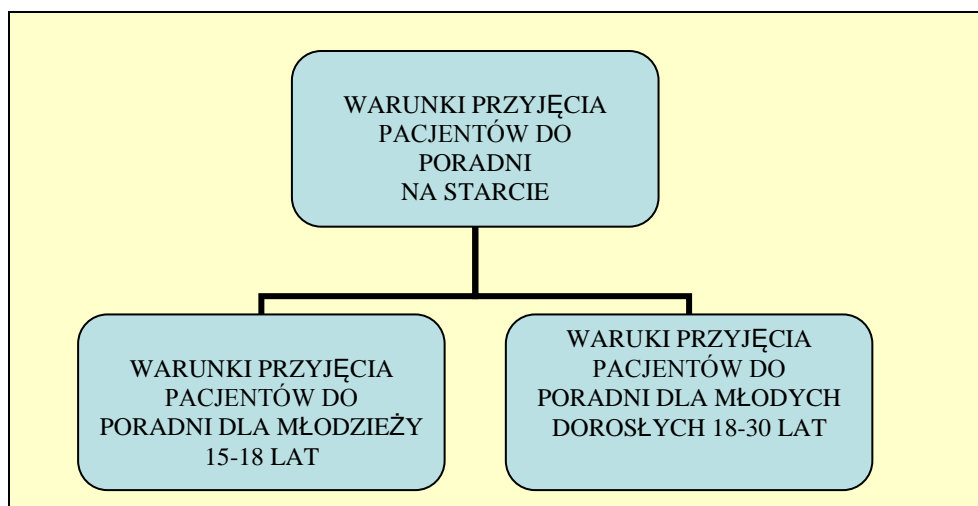 WARUNKI PRZYJĘCIA
PACJENTÓW DO
PORADNI
NA STARCIE
WARUNKI PRZYJĘCIA
PACJENTÓW DO
PORADNI DLA MŁODZIEŻY
15-18 LAT
WARUKI PRZYJĘCIA
PACJENTÓW DO
PORADNI DLA MŁODYCH
DOROSŁYCH 18-30 LAT